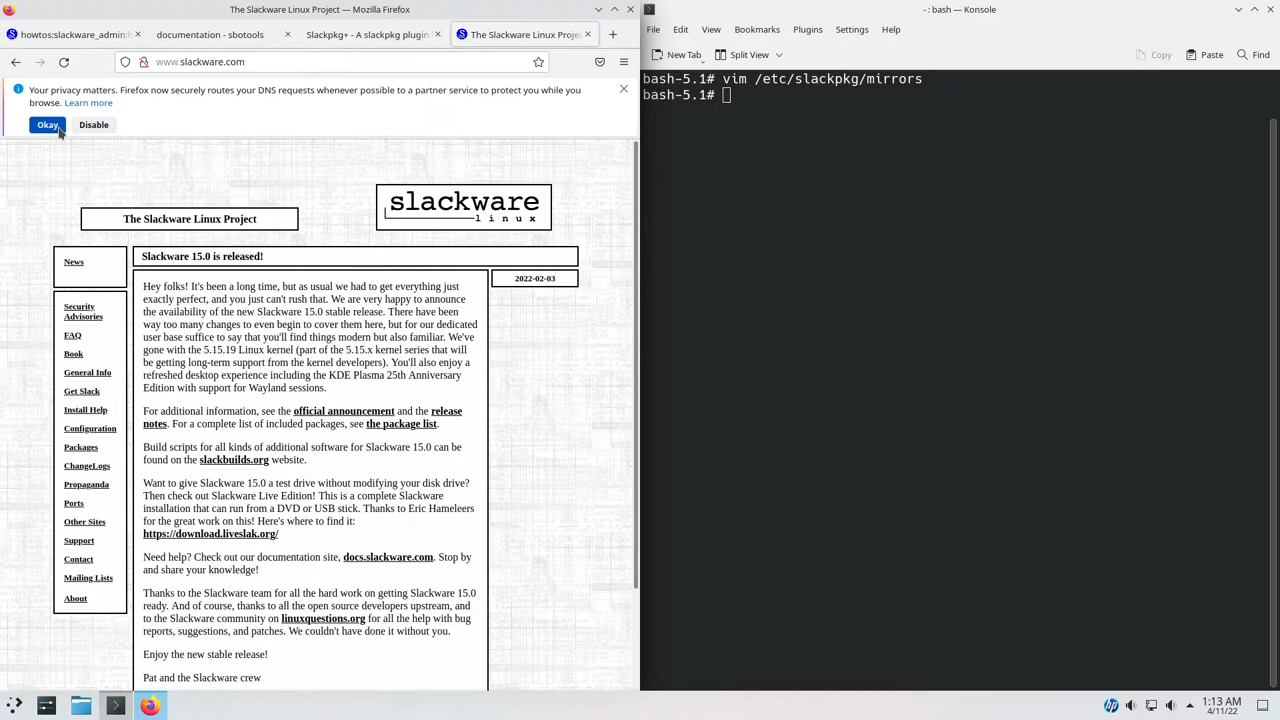 The Slackware Linux Project — Mozilla Firefox
howtos:slackware_admin:
documentation - sbotools
Slackpkg+ - A slackpkg plugin
The Slackware Linux Proje
www.slackware.com
Your privacy matters. Firefox now securely routes your DNS requests whenever possible to a partner service to protect you while you
browse. Learn more
Okay
Disable
The Slackware Linux Project
slackware
linux
News
Security
Advisories
FAQ
Book
General Info
Get Slack
Install Help
Configuration
Packages
ChangeLogs
Propaganda
Ports
Other Sites
Support
Contact
Mailing Lists
About
Slackware 15.0 is released!
2022-02-03
Hey folks! It's been a long time, but as usual we had to get everything just
exactly perfect, and you just can't rush that. We are very happy to announce
the availability of the new Slackware 15.0 stable release. There have been
way too many changes to even begin to cover them here, but for our dedicated
user base suffice to say that you'll find things modern but also familiar. We've
gone with the 5.15.19 Linux kernel (part of the 5.15.x kernel series that will
be getting long-term support from the kernel developers). You'll also enjoy a
refreshed desktop experience including the KDE Plasma 25th Anniversary
Edition with support for Wayland sessions.
For additional information, see the official announcement and the release
notes. For a complete list of included packages, see the package list.
Build scripts for all kinds of additional software for Slackware 15.0 can be
found on the slackbuilds.org website.
Want to give Slackware 15.0 a test drive without modifying your disk drive?
Then check out Slackware Live Edition! This is a complete Slackware
installation that can run from a DVD or USB stick. Thanks to Eric Hameleers
for the great work on this! Here's where to find it:
https://download.liveslak.org/
Need help? Check out our documentation site, docs.slackware.com. Stop by
and share your knowledge!
Thanks to the Slackware team for all the hard work on getting Slackware 15.0
ready. And of course, thanks to all the open source developers upstream, and
to the Slackware community on linuxquestions.org for all the help with bug
reports, suggestions, and patches. We couldn't have done it without you.
Enjoy the new stable release!
Pat and the Slackware crew
- : bash — Konsole
File Edit View Bookmarks Plugins Settings Help
New Tab Split View Copy Paste Find
bash-5.1# vim /etc/slackpkg/mirrors
bash-5.1#
hp
1:13 AM
4/11/22